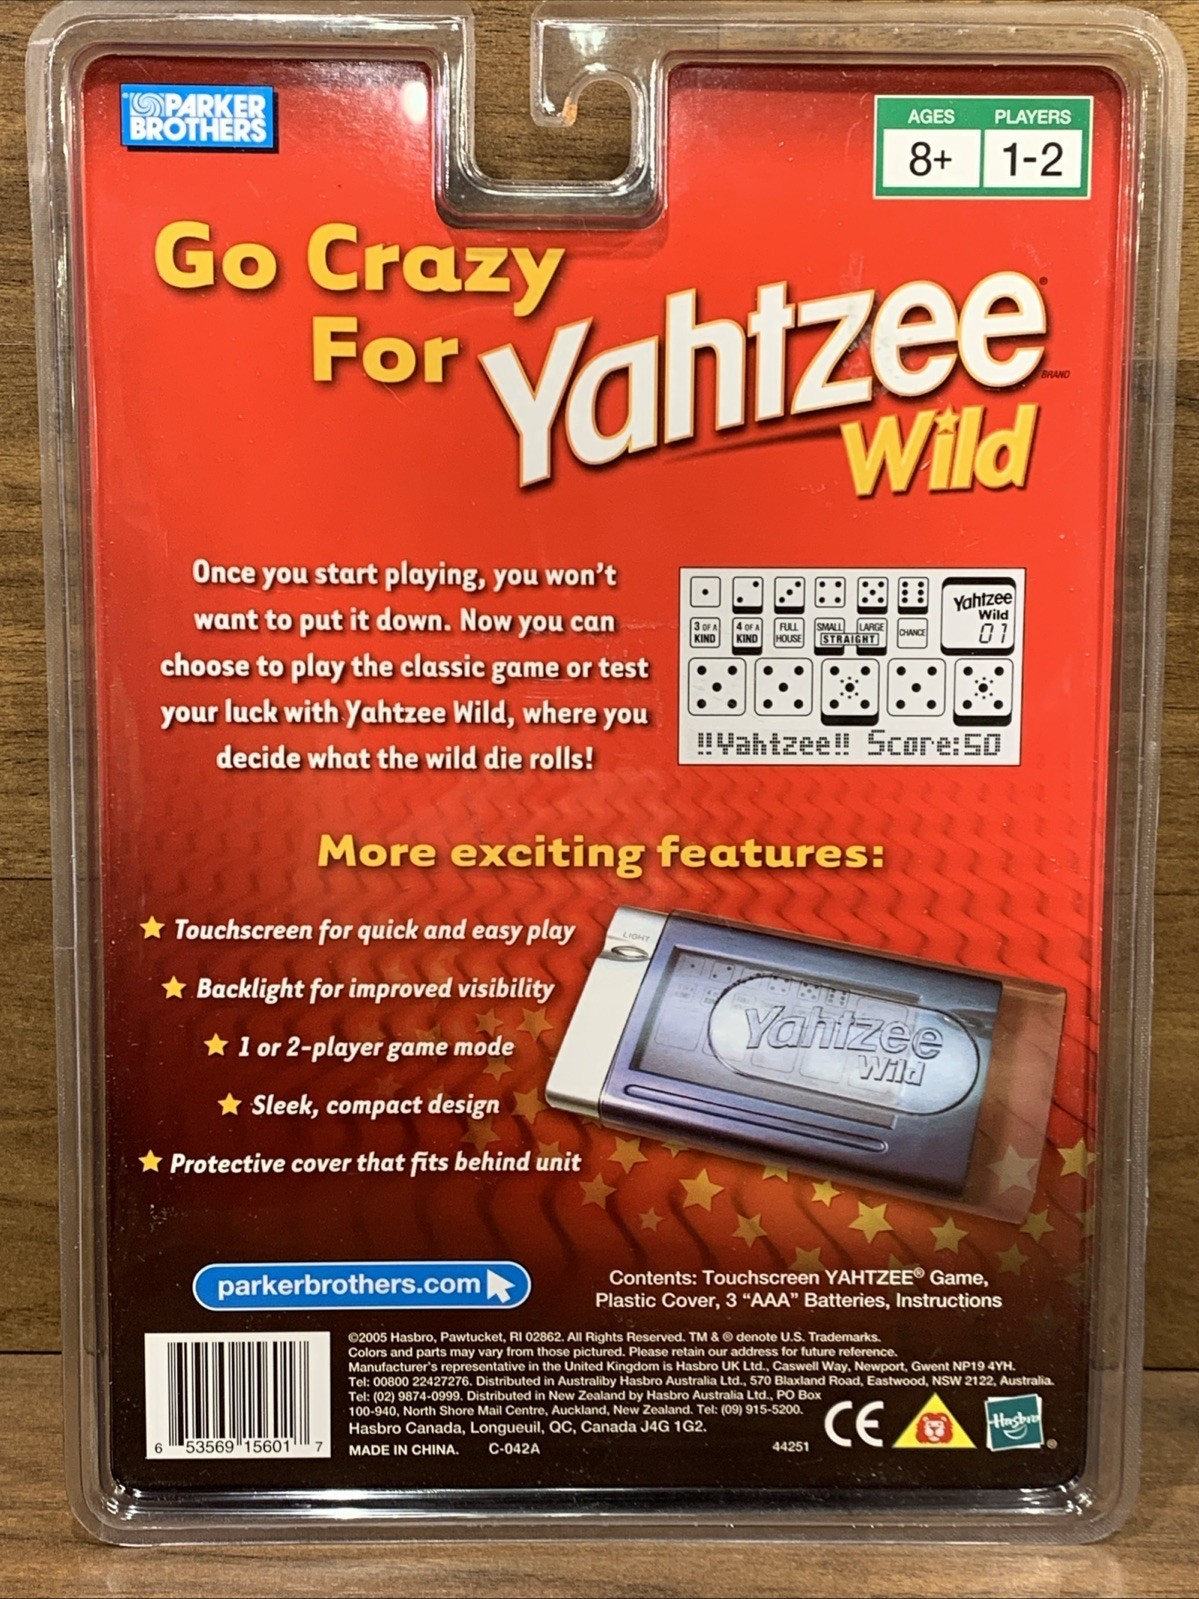 PARKER
BROTHERS
AGES PLAYERS
8+ 1-2
Go Crazy
For Yahtzee®
BRAND
Wild
Once you start playing, you won't
want to put it down. Now you can
choose to play the classic game or test
your luck with Yahtzee Wild, where you
decide what the wild die rolls!
3 OF A KIND 4 OF A KIND FULL HOUSE SMALL LARGE STRAIGHT CHANCE
Yahtzee
Wild
01
!!Yahtzee!! Score:50
More exciting features:
Touchscreen for quick and easy play
Backlight for improved visibility
1 or 2-player game mode
Sleek, compact design
Protective cover that fits behind unit
LIGHT
Yahtzee
Wild
parkerbrothers.com
Contents: Touchscreen YAHTZEE® Game,
Plastic Cover, 3 "AAA" Batteries, Instructions
©2005 Hasbro, Pawtucket, RI 02862. All Rights Reserved. TM & ® denote U.S. Trademarks.
Colors and parts may vary from those pictured. Please retain our address for future reference.
Manufacturer's representative in the United Kingdom is Hasbro UK Ltd., Caswell Way, Newport, Gwent NP19 4YH.
Tel: 00800 22427276. Distributed in Australiby Hasbro Australia Ltd., 570 Blaxland Road, Eastwood, NSW 2122, Australia.
Tel: (02) 9874-0999. Distributed in New Zealand by Hasbro Australia Ltd., PO Box
100-940, North Shore Mail Centre, Auckland, New Zealand. Tel: (09) 915-5200.
Hasbro Canada, Longueuil, QC, Canada J4G 1G2.
MADE IN CHINA. C-042A 44251
6 53569 15601 7
CE
Hasbro®